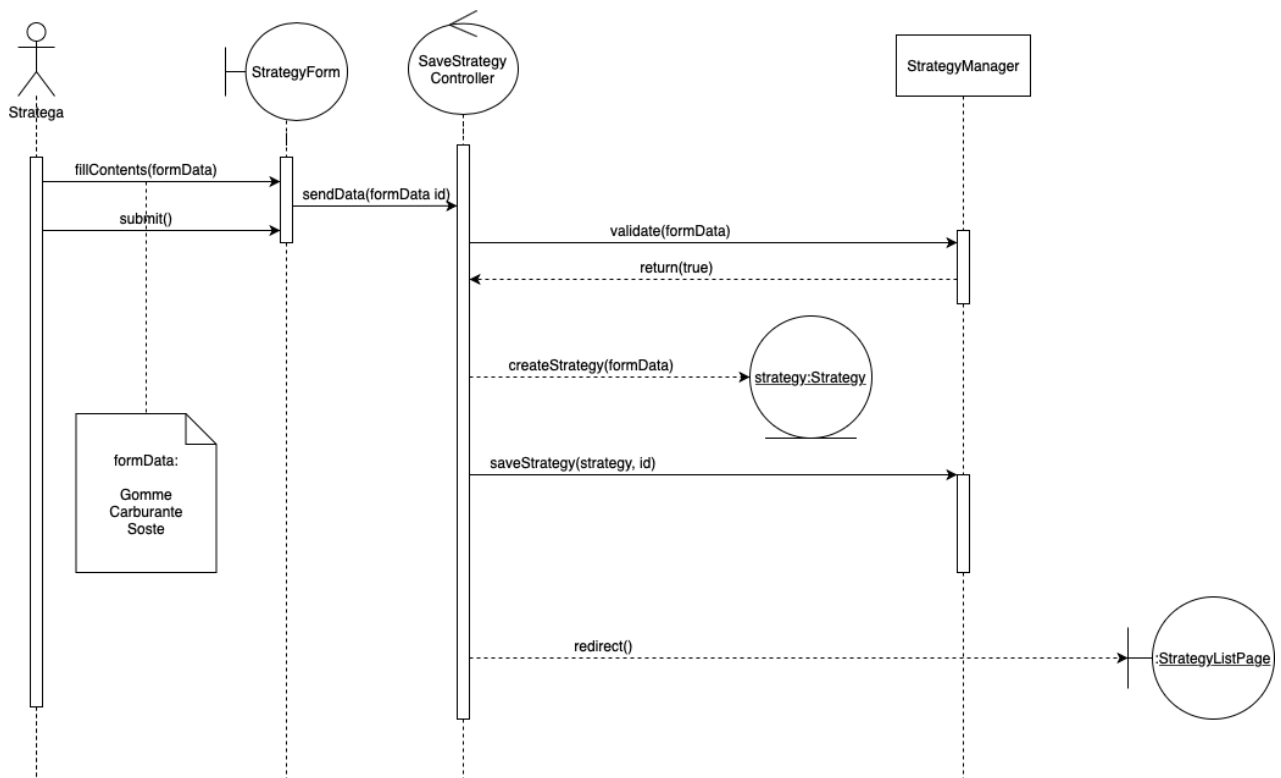 Stratega
StrategyForm
SaveStrategy
Controller
StrategyManager
fillContents(formData)
sendData(formData id)
submit()
validate(formData)
return(true)
createStrategy(formData)
strategy:Strategy
formData:
Gomme
Carburante
Soste
saveStrategy(strategy, id)
redirect()
:StrategyListPage